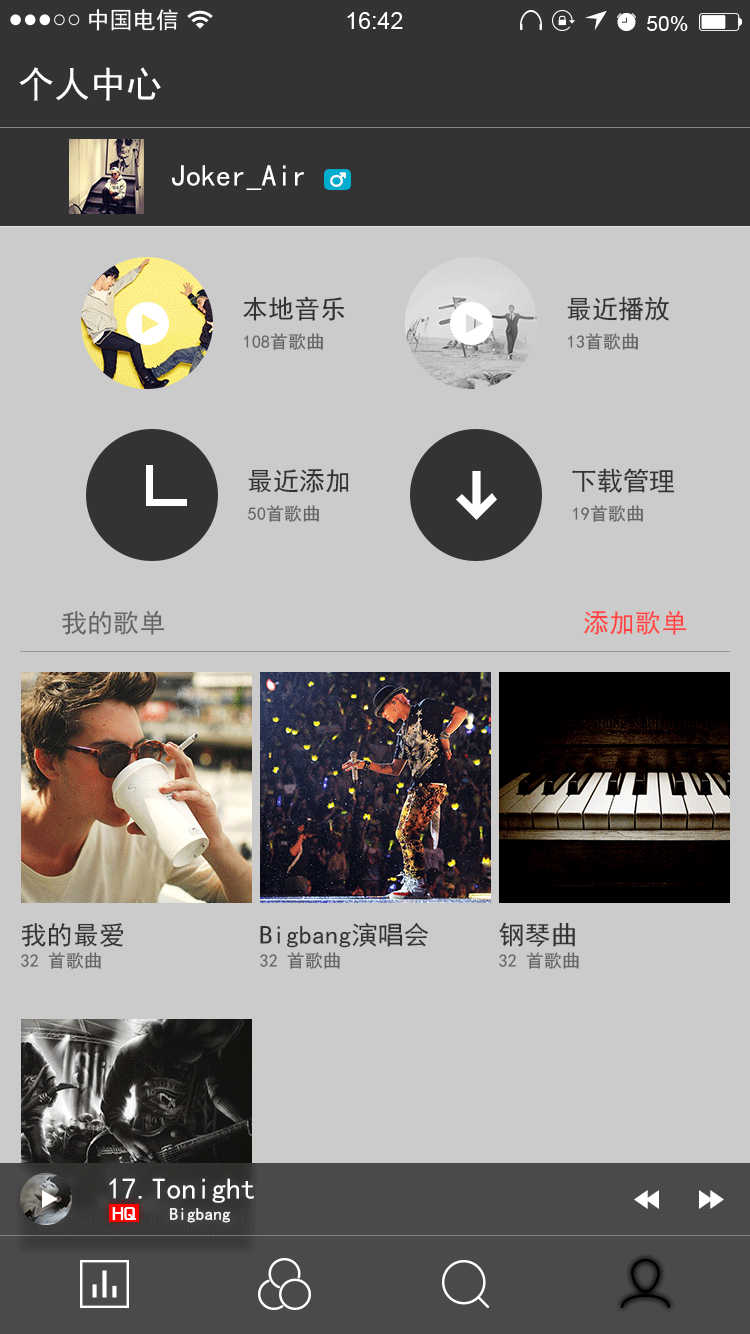 中国电信 16:42 50%
个人中心
Joker_Air
本地音乐
108首歌曲
最近播放
13首歌曲
最近添加
50首歌曲
下载管理
19首歌曲
我的歌单 添加歌单
我的最爱
32 首歌曲
Bigbang演唱会
32 首歌曲
钢琴曲
32 首歌曲
17.Tonight
HQ Bigbang